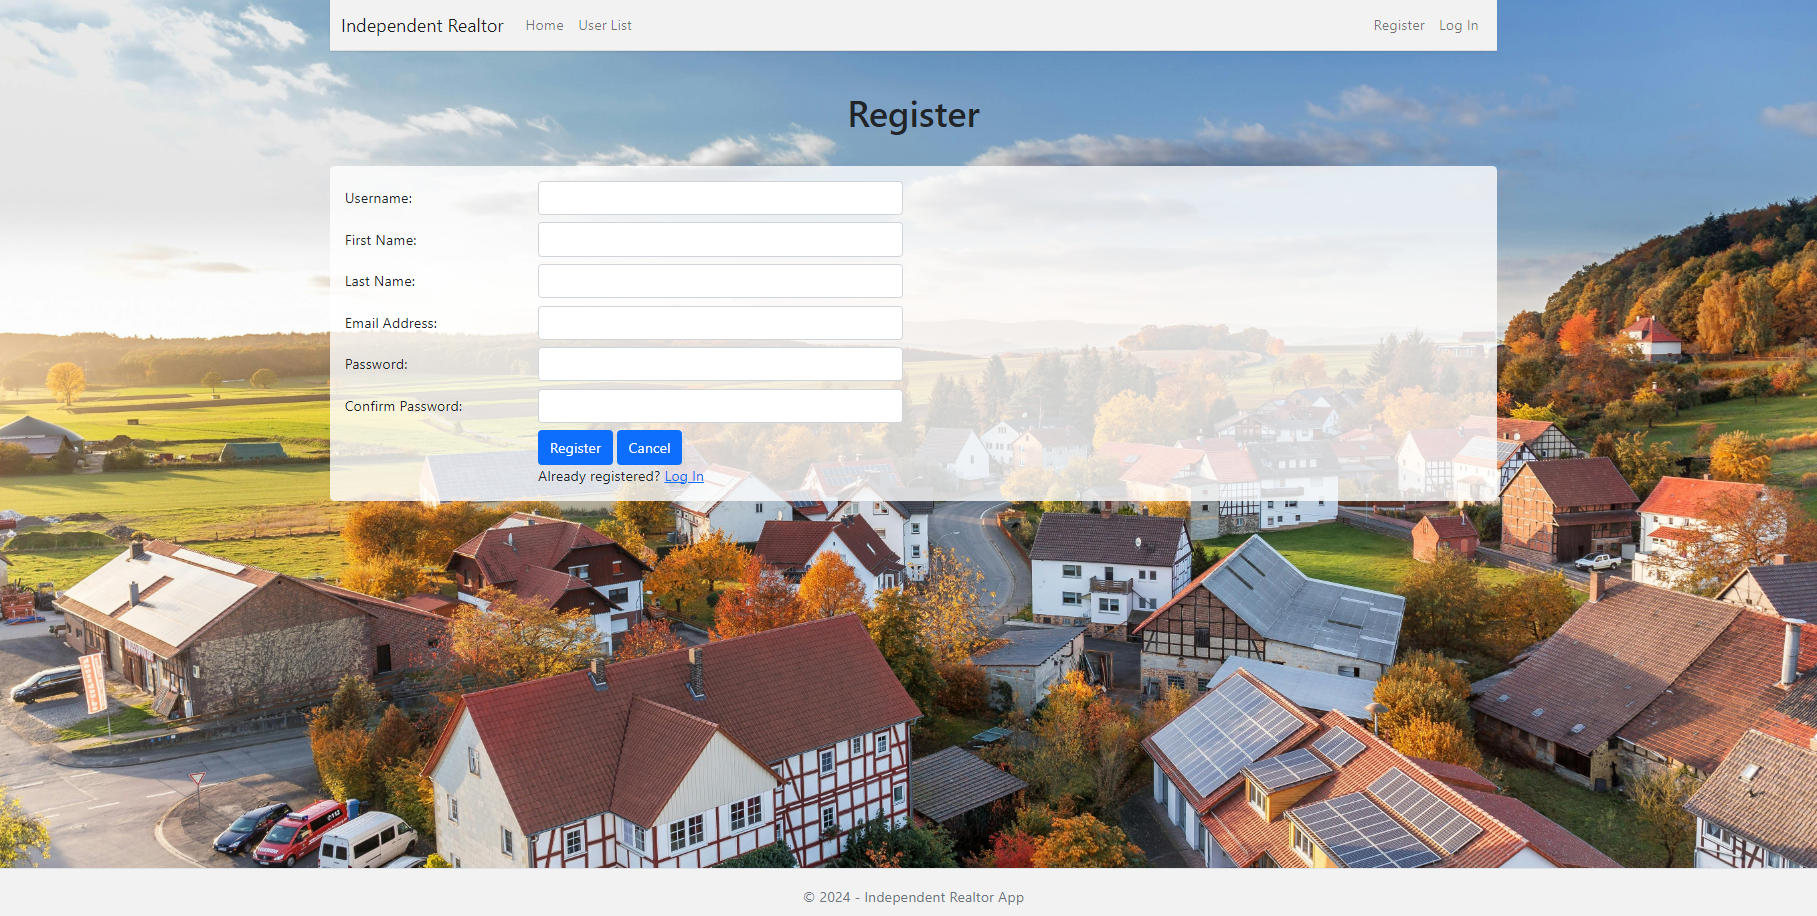 Independent Realtor Home User List Register Log In
Register
Username:
First Name:
Last Name:
Email Address:
Password:
Confirm Password:
Register Cancel
Already registered? Log In
© 2024 - Independent Realtor App